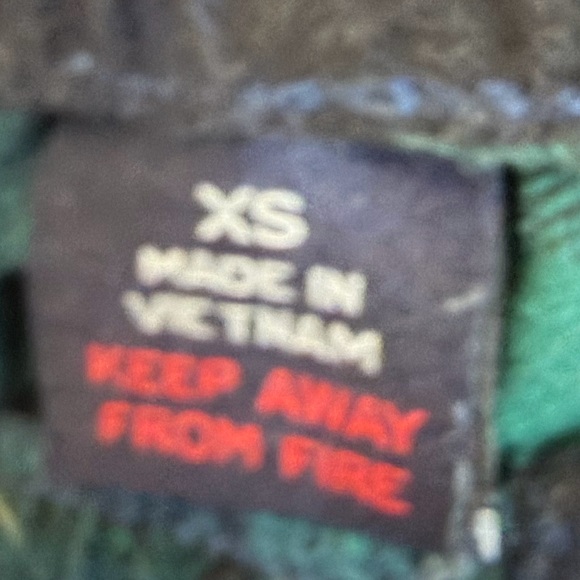 XS
MADE IN
VIETNAM
KEEP AWAY
FROM FIRE